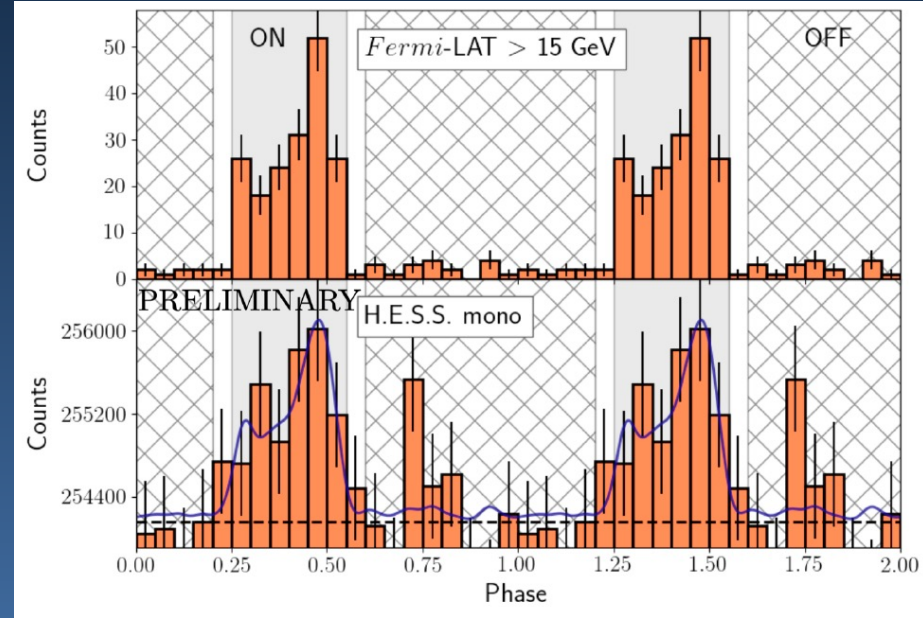 ON
Fermi-LAT > 15 GeV
OFF
50
40
30
20
10
0
Counts
PRELIMINARY
H.E.S.S. mono
256000
255200
254400
Counts
0.00 0.25 0.50 0.75 1.00 1.25 1.50 1.75 2.00
Phase